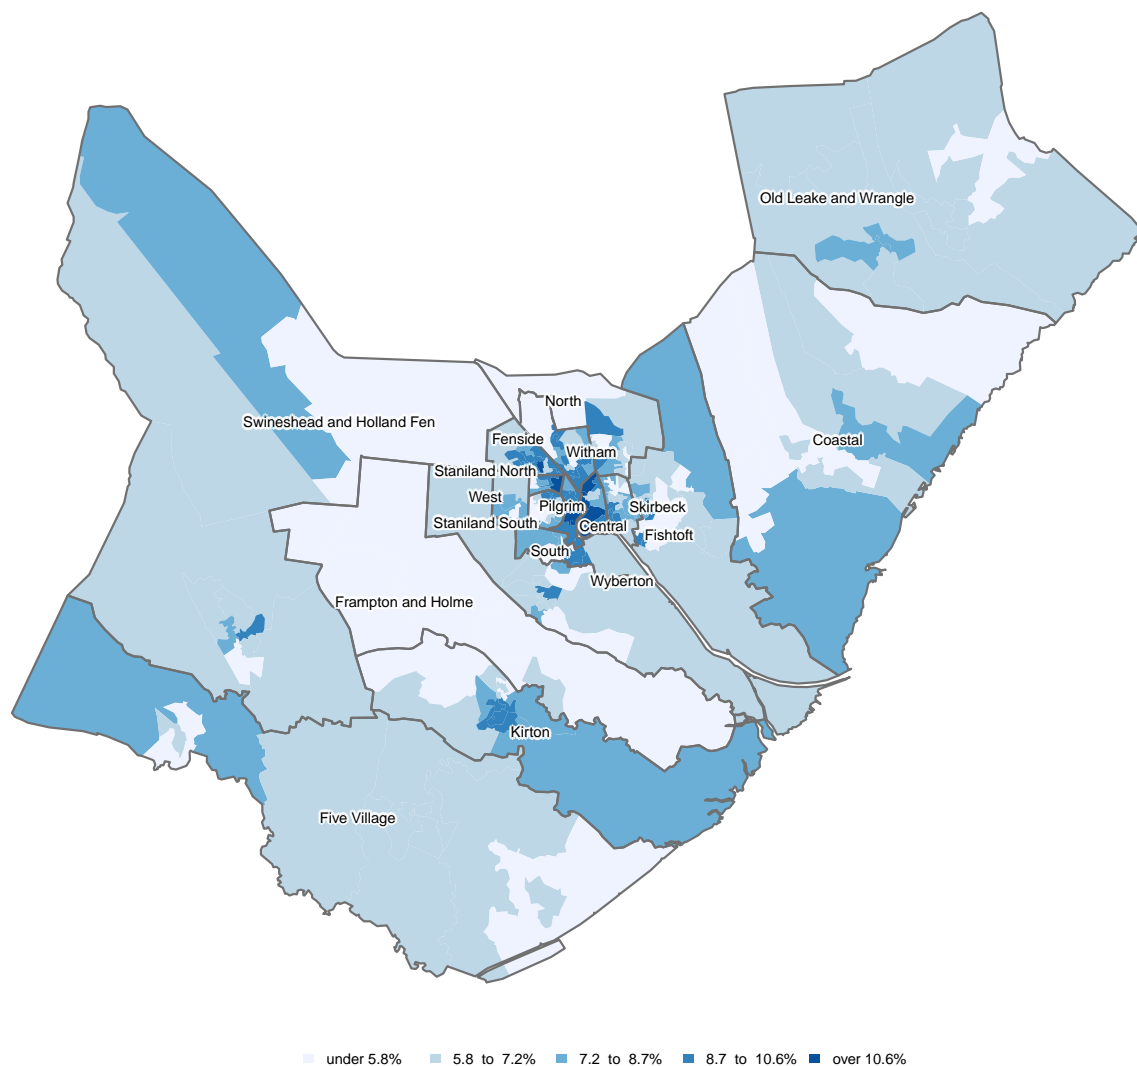 Old Leake and Wrangle
North
Swineshead and Holland Fen
Fenside
Coastal
Witham
Staniland North
West
Pilgrim
Skirbeck
Staniland South
Central
Fishtoft
South
Wyberton
Frampton and Holme
Kirton
Five Village
under 5.8% 5.8 to 7.2% 7.2 to 8.7% 8.7 to 10.6% over 10.6%